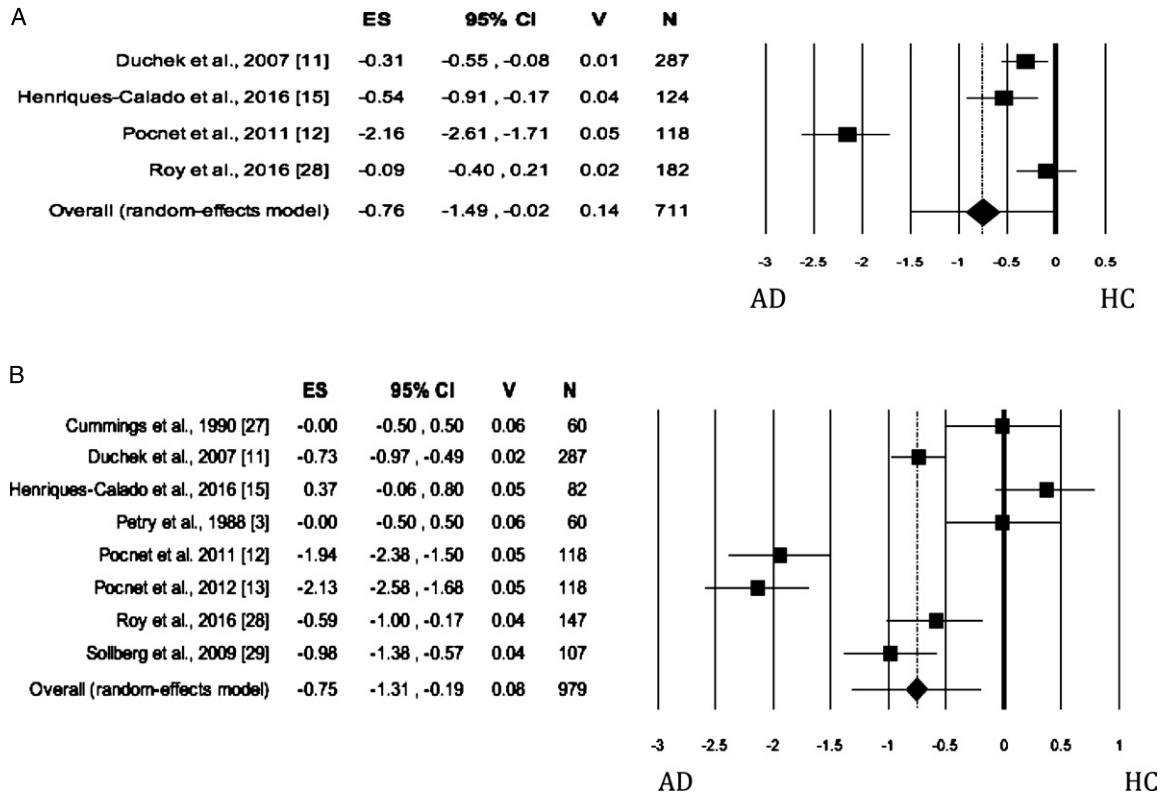 A
ES 95% CI V N
Duchek et al., 2007 [11] -0.31 -0.55 , -0.08 0.01 287
Henriques-Calado et al., 2016 [15] -0.54 -0.91 , -0.17 0.04 124
Pocnet et al., 2011 [12] -2.16 -2.61 , -1.71 0.05 118
Roy et al., 2016 [28] -0.09 -0.40 , 0.21 0.02 182
Overall (random-effects model) -0.76 -1.49 , -0.02 0.14 711
-3 -2.5 -2 -1.5 -1 -0.5 0 0.5
AD HC
B
ES 95% CI V N
Cummings et al., 1990 [27] -0.00 -0.50 , 0.50 0.06 60
Duchek et al., 2007 [11] -0.73 -0.97 , -0.49 0.02 287
Henriques-Calado et al., 2016 [15] 0.37 -0.06 , 0.80 0.05 82
Petry et al., 1988 [3] -0.00 -0.50 , 0.50 0.06 60
Pocnet et al. 2011 [12] -1.94 -2.38 , -1.50 0.05 118
Pocnet et al., 2012 [13] -2.13 -2.58 , -1.68 0.05 118
Roy et al., 2016 [28] -0.59 -1.00 , -0.17 0.04 147
Sollberg et al., 2009 [29] -0.98 -1.38 , -0.57 0.04 107
Overall (random-effects model) -0.75 -1.31 , -0.19 0.08 979
-3 -2.5 -2 -1.5 -1 -0.5 0 0.5 1
AD HC